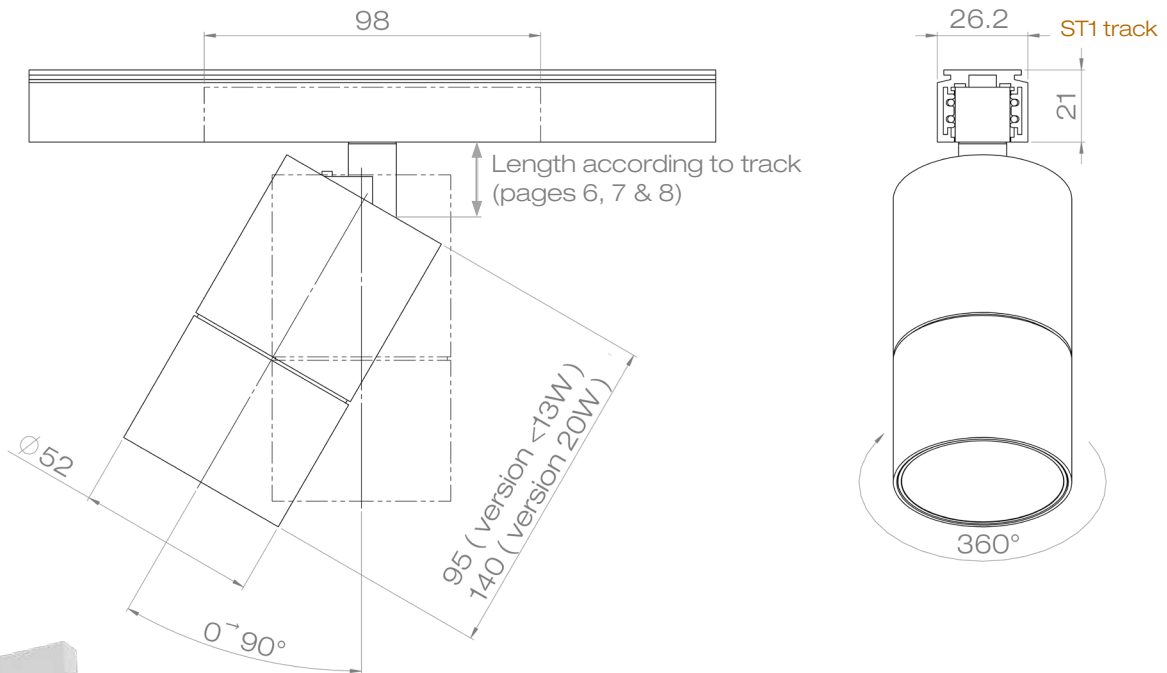 98
26.2
ST1 track
21
Length according to track
(pages 6, 7 & 8)
Ø52
95 ( version <13W )
140 ( version 20W )
0→90°
360°